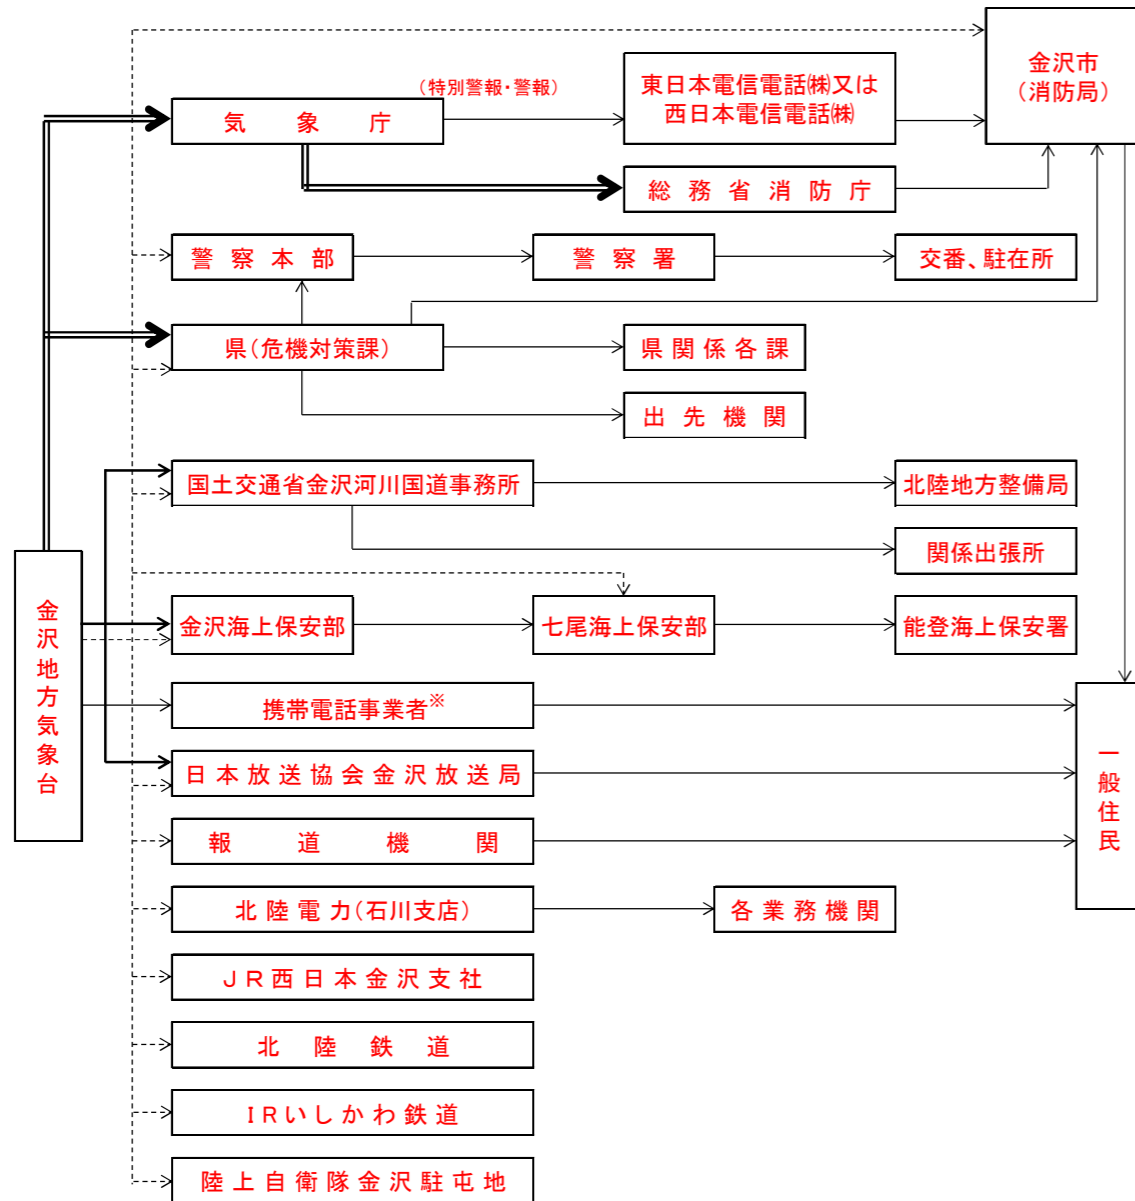 金沢市
（消防局）
（特別警報・警報）
東日本電信電話㈱又は
西日本電信電話㈱
気象庁
総務省消防庁
警察本部
警察署
交番、駐在所
県（危機対策課）
県関係各課
出先機関
国土交通省金沢河川国道事務所
北陸地方整備局
関係出張所
金沢地方気象台
金沢海上保安部
七尾海上保安部
能登海上保安署
携帯電話事業者※
一般住民
日本放送協会金沢放送局
報道機関
北陸電力（石川支店）
各業務機関
ＪＲ西日本金沢支社
北陸鉄道
ＩＲいしかわ鉄道
陸上自衛隊金沢駐屯地